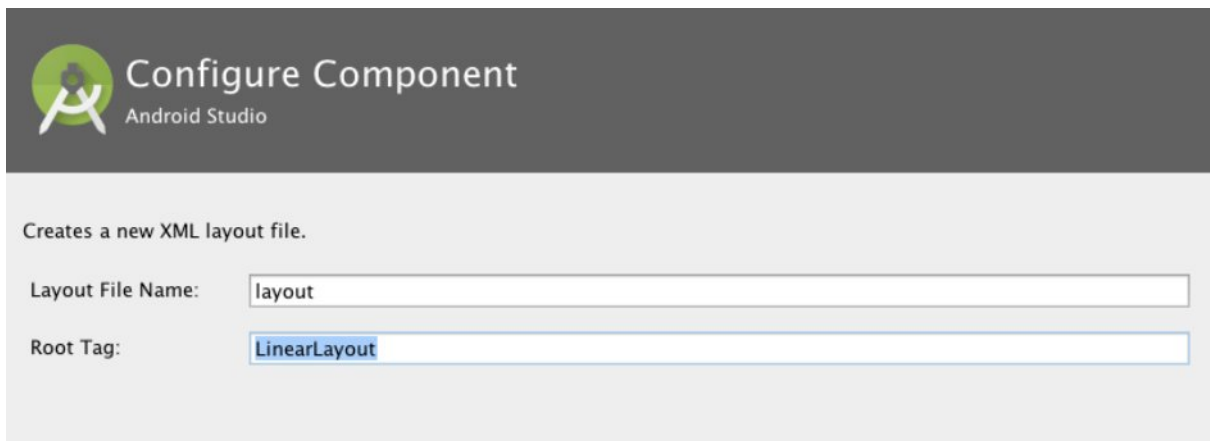 Configure Component
Android Studio
Creates a new XML layout file.
Layout File Name: layout
Root Tag: LinearLayout